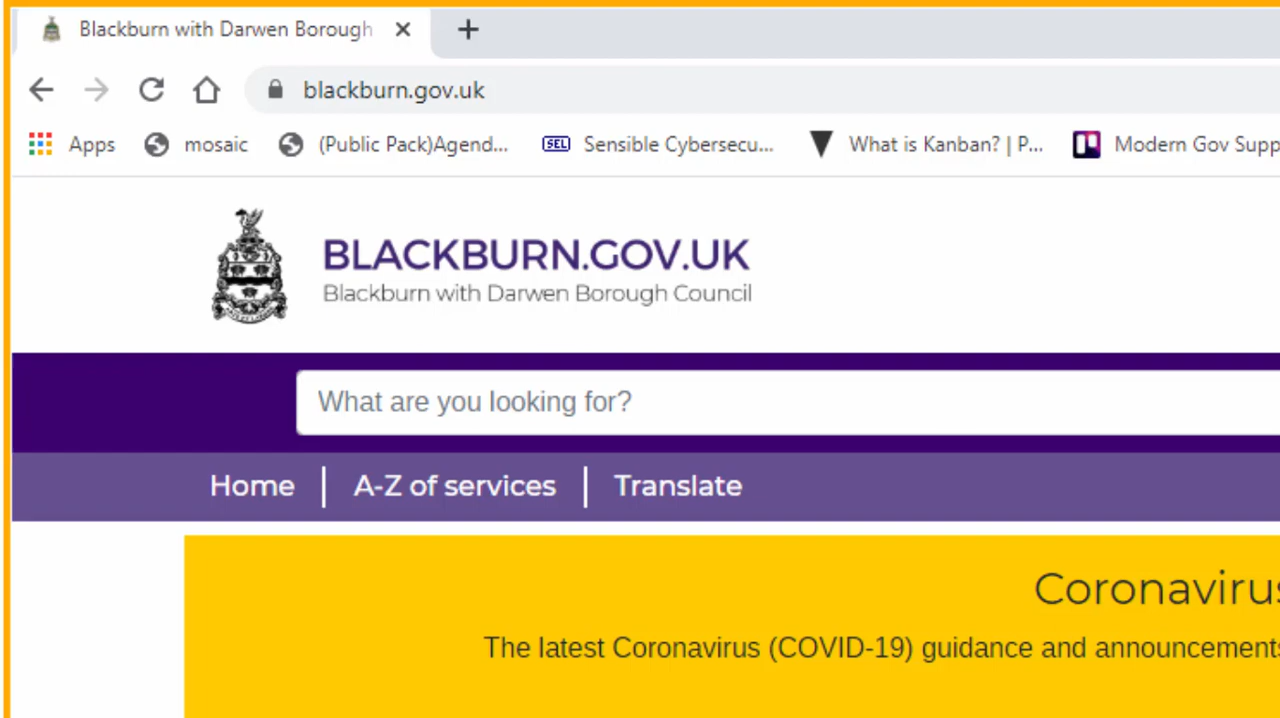 Blackburn with Darwen Borough
blackburn.gov.uk
Apps mosaic (Public Pack)Agend... SEL Sensible Cybersecu... What is Kanban? | P... Modern Gov Supp
BLACKBURN.GOV.UK
Blackburn with Darwen Borough Council
What are you looking for?
Home A-Z of services Translate
Coronavirus
The latest Coronavirus (COVID-19) guidance and announcements